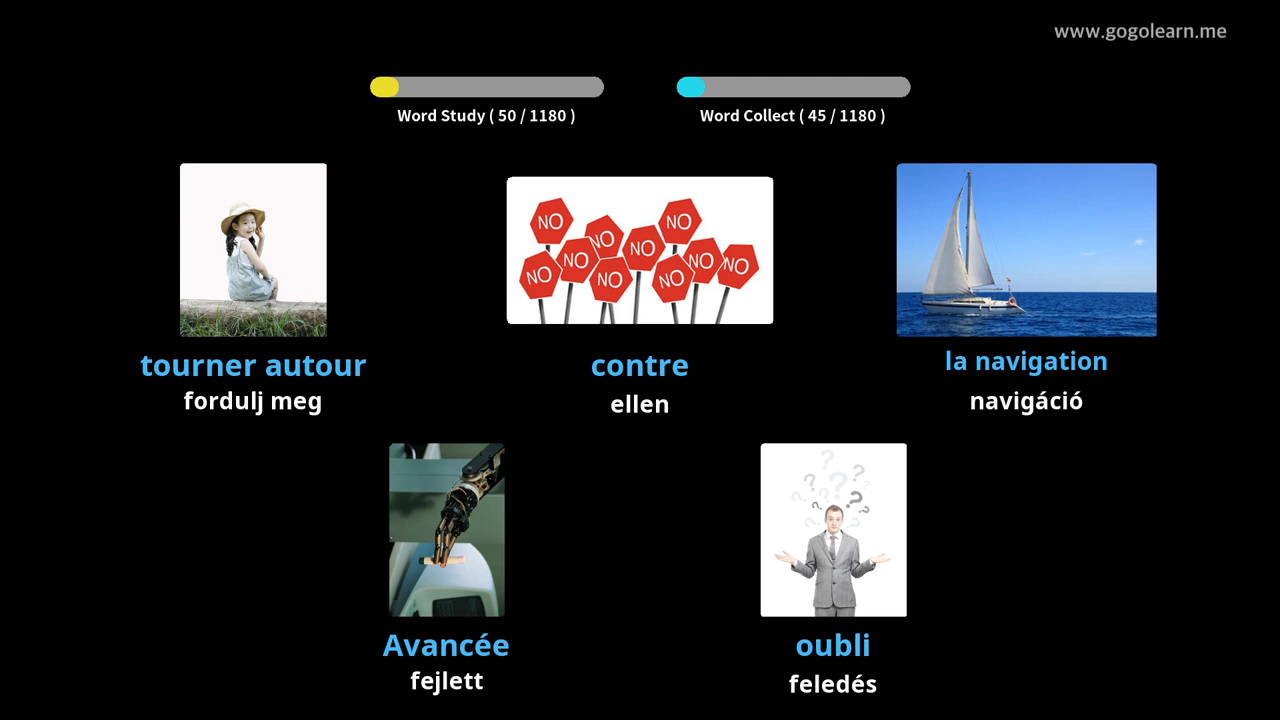 www.gogolearn.me
Word Study ( 50 / 1180 )
Word Collect ( 45 / 1180 )
NO
NO
NO
NO
NO
NO
NO
NO
NO
NO
tourner autour
contre
la navigation
fordulj meg
ellen
navigáció
Avancée
oubli
fejlett
feledés